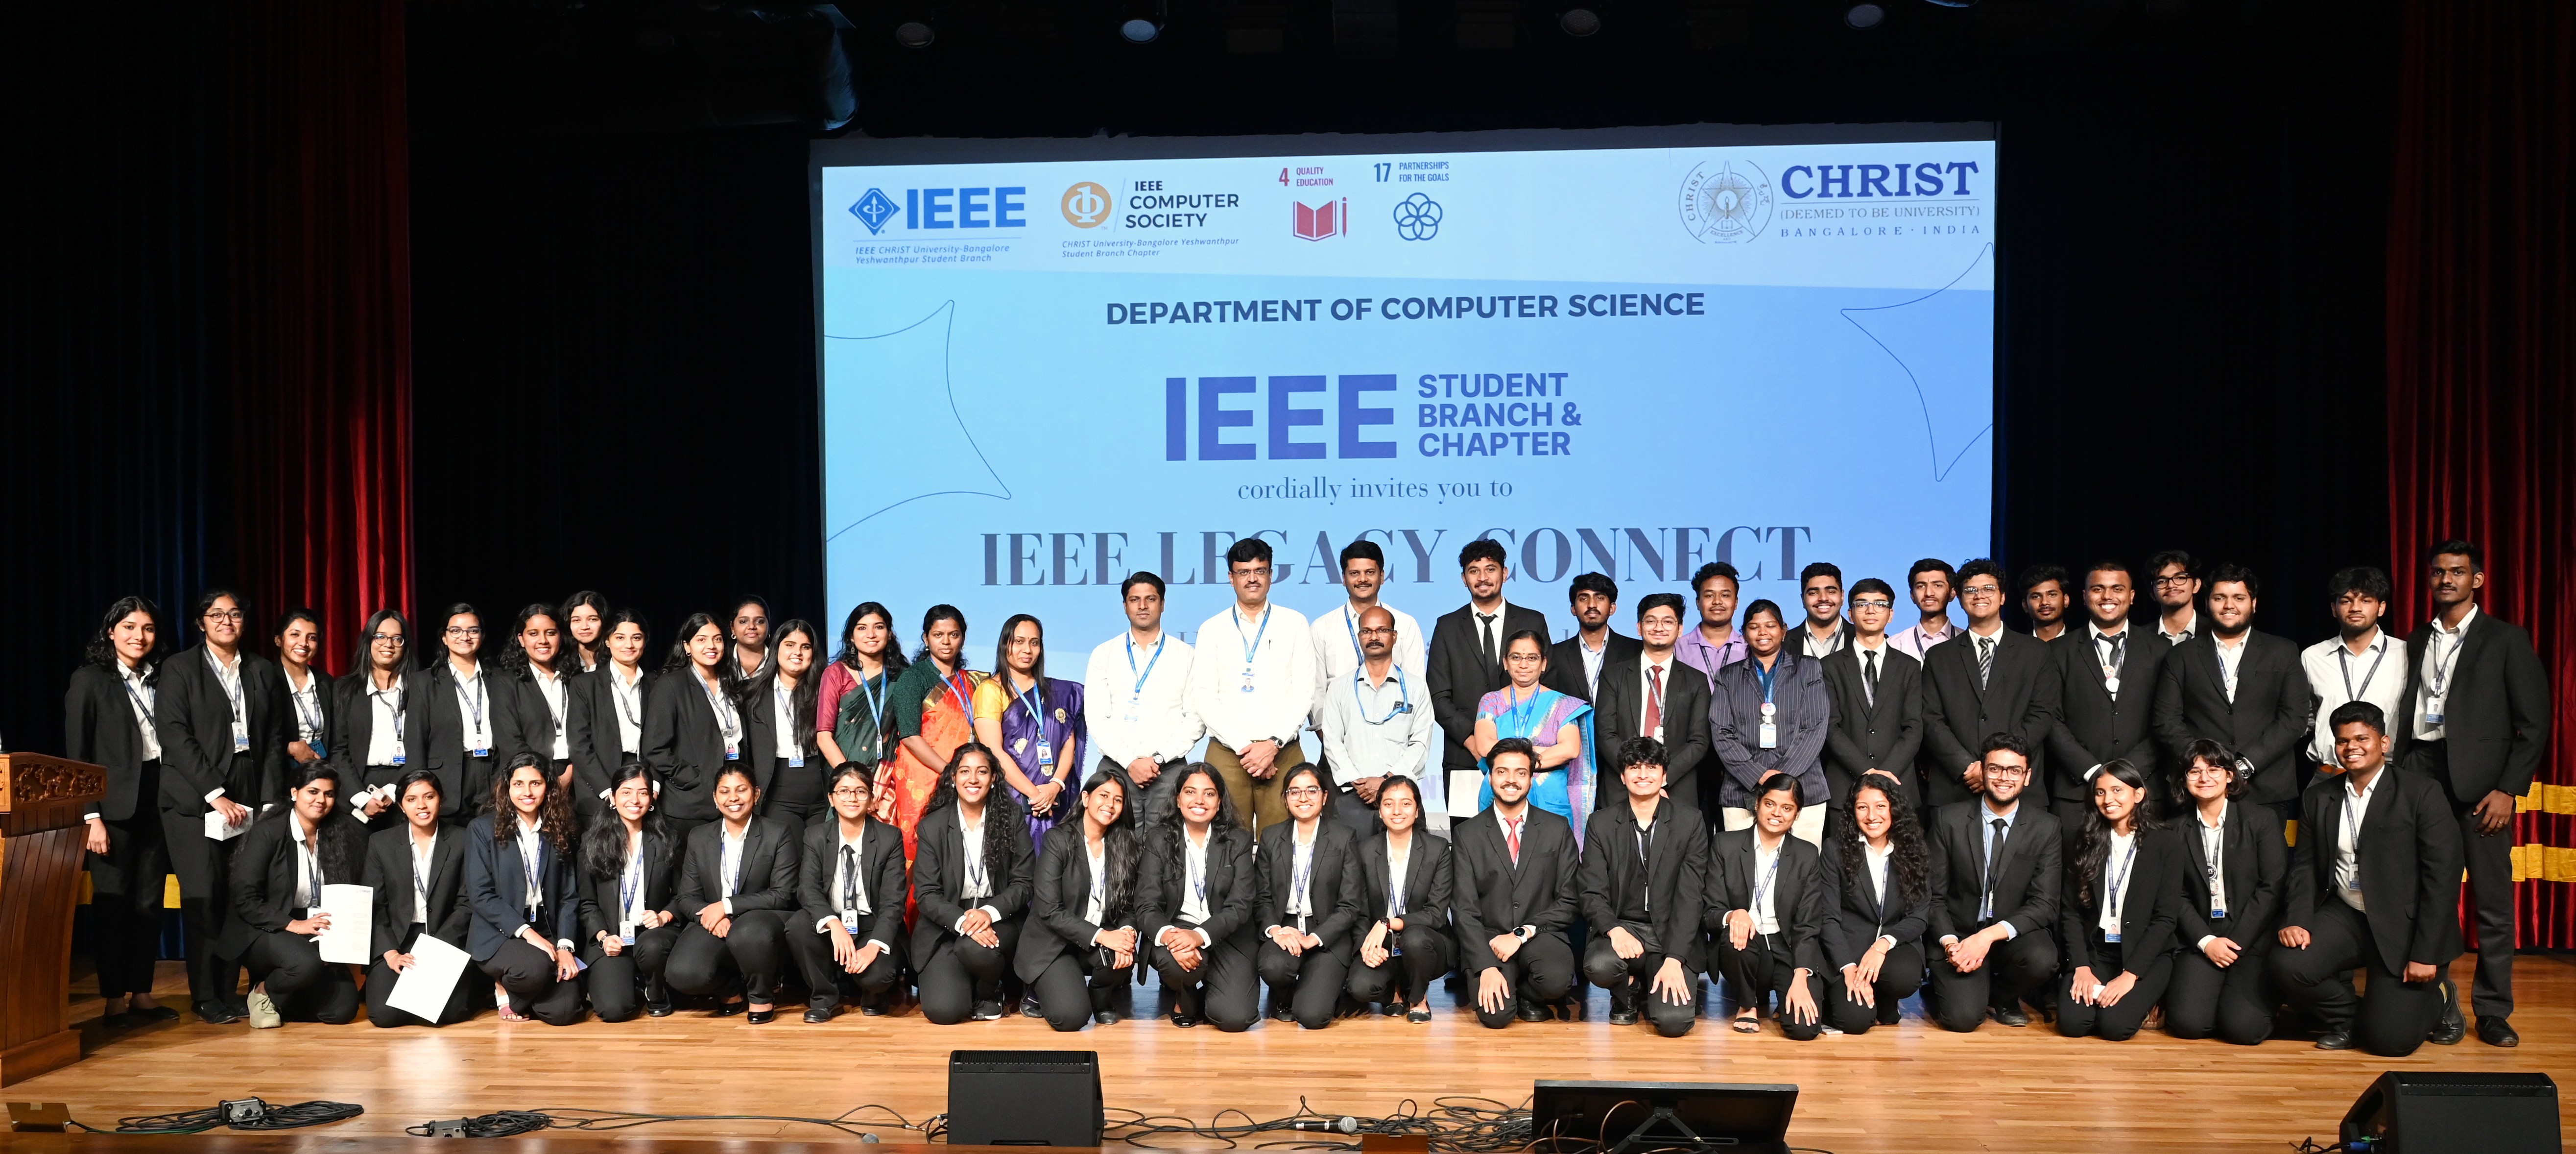 IEEE
IEEE CHRIST University-Bangalore
Yeshwanthpur Student Branch
IEEE
COMPUTER
SOCIETY
CHRIST University-Bangalore Yeshwanthpur
Student Branch Chapter
4 QUALITY
EDUCATION
17 PARTNERSHIPS
FOR THE GOALS
CHRIST
EXCELLENCE
CHRIST
(DEEMED TO BE UNIVERSITY)
BANGALORE · INDIA
DEPARTMENT OF COMPUTER SCIENCE
IEEE
STUDENT
BRANCH &
CHAPTER
cordially invites you to
IEEE LEGACY CONNECT